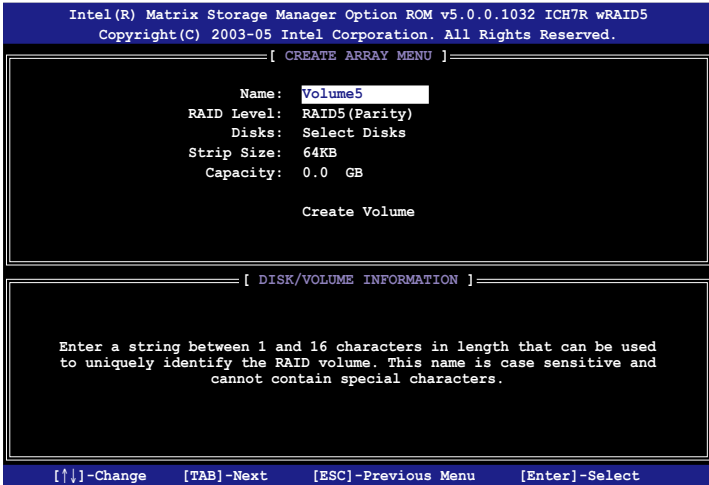 Intel(R) Matrix Storage Manager Option ROM v5.0.0.1032 ICH7R wRAID5
Copyright(C) 2003-05 Intel Corporation. All Rights Reserved.
[ CREATE ARRAY MENU ]
Name: Volume5
RAID Level: RAID5(Parity)
Disks: Select Disks
Strip Size: 64KB
Capacity: 0.0 GB
Create Volume
[ DISK/VOLUME INFORMATION ]
Enter a string between 1 and 16 characters in length that can be used
to uniquely identify the RAID volume. This name is case sensitive and
cannot contain special characters.
[↑↓]-Change [TAB]-Next [ESC]-Previous Menu [Enter]-Select